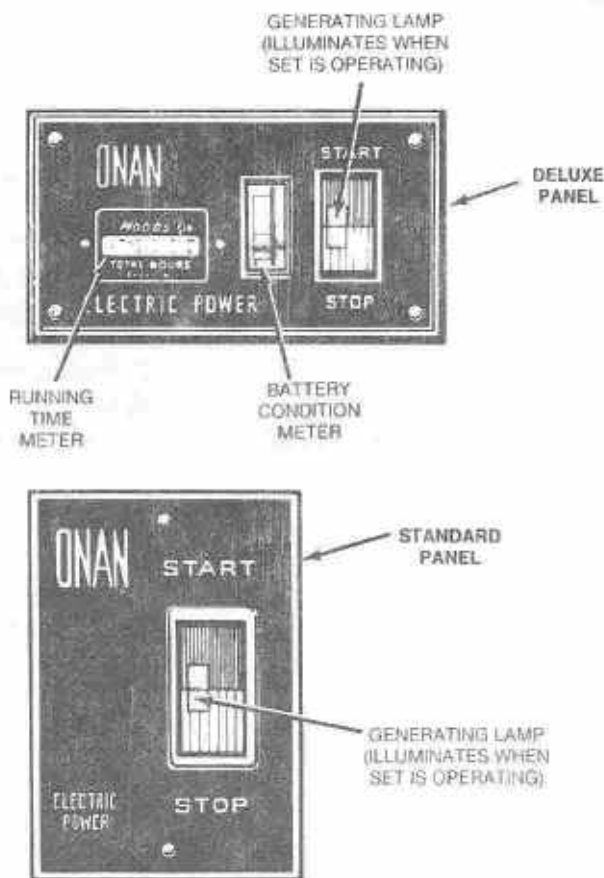 GENERATING LAMP
(ILLUMINATES WHEN
SET IS OPERATING)
ONAN
START
DELUXE
PANEL
TOTAL HOURS
ELECTRIC POWER
STOP
RUNNING
TIME
METER
BATTERY
CONDITION
METER
ONAN
START
STANDARD
PANEL
GENERATING LAMP
(ILLUMINATES WHEN
SET IS OPERATING)
ELECTRIC
POWER
STOP